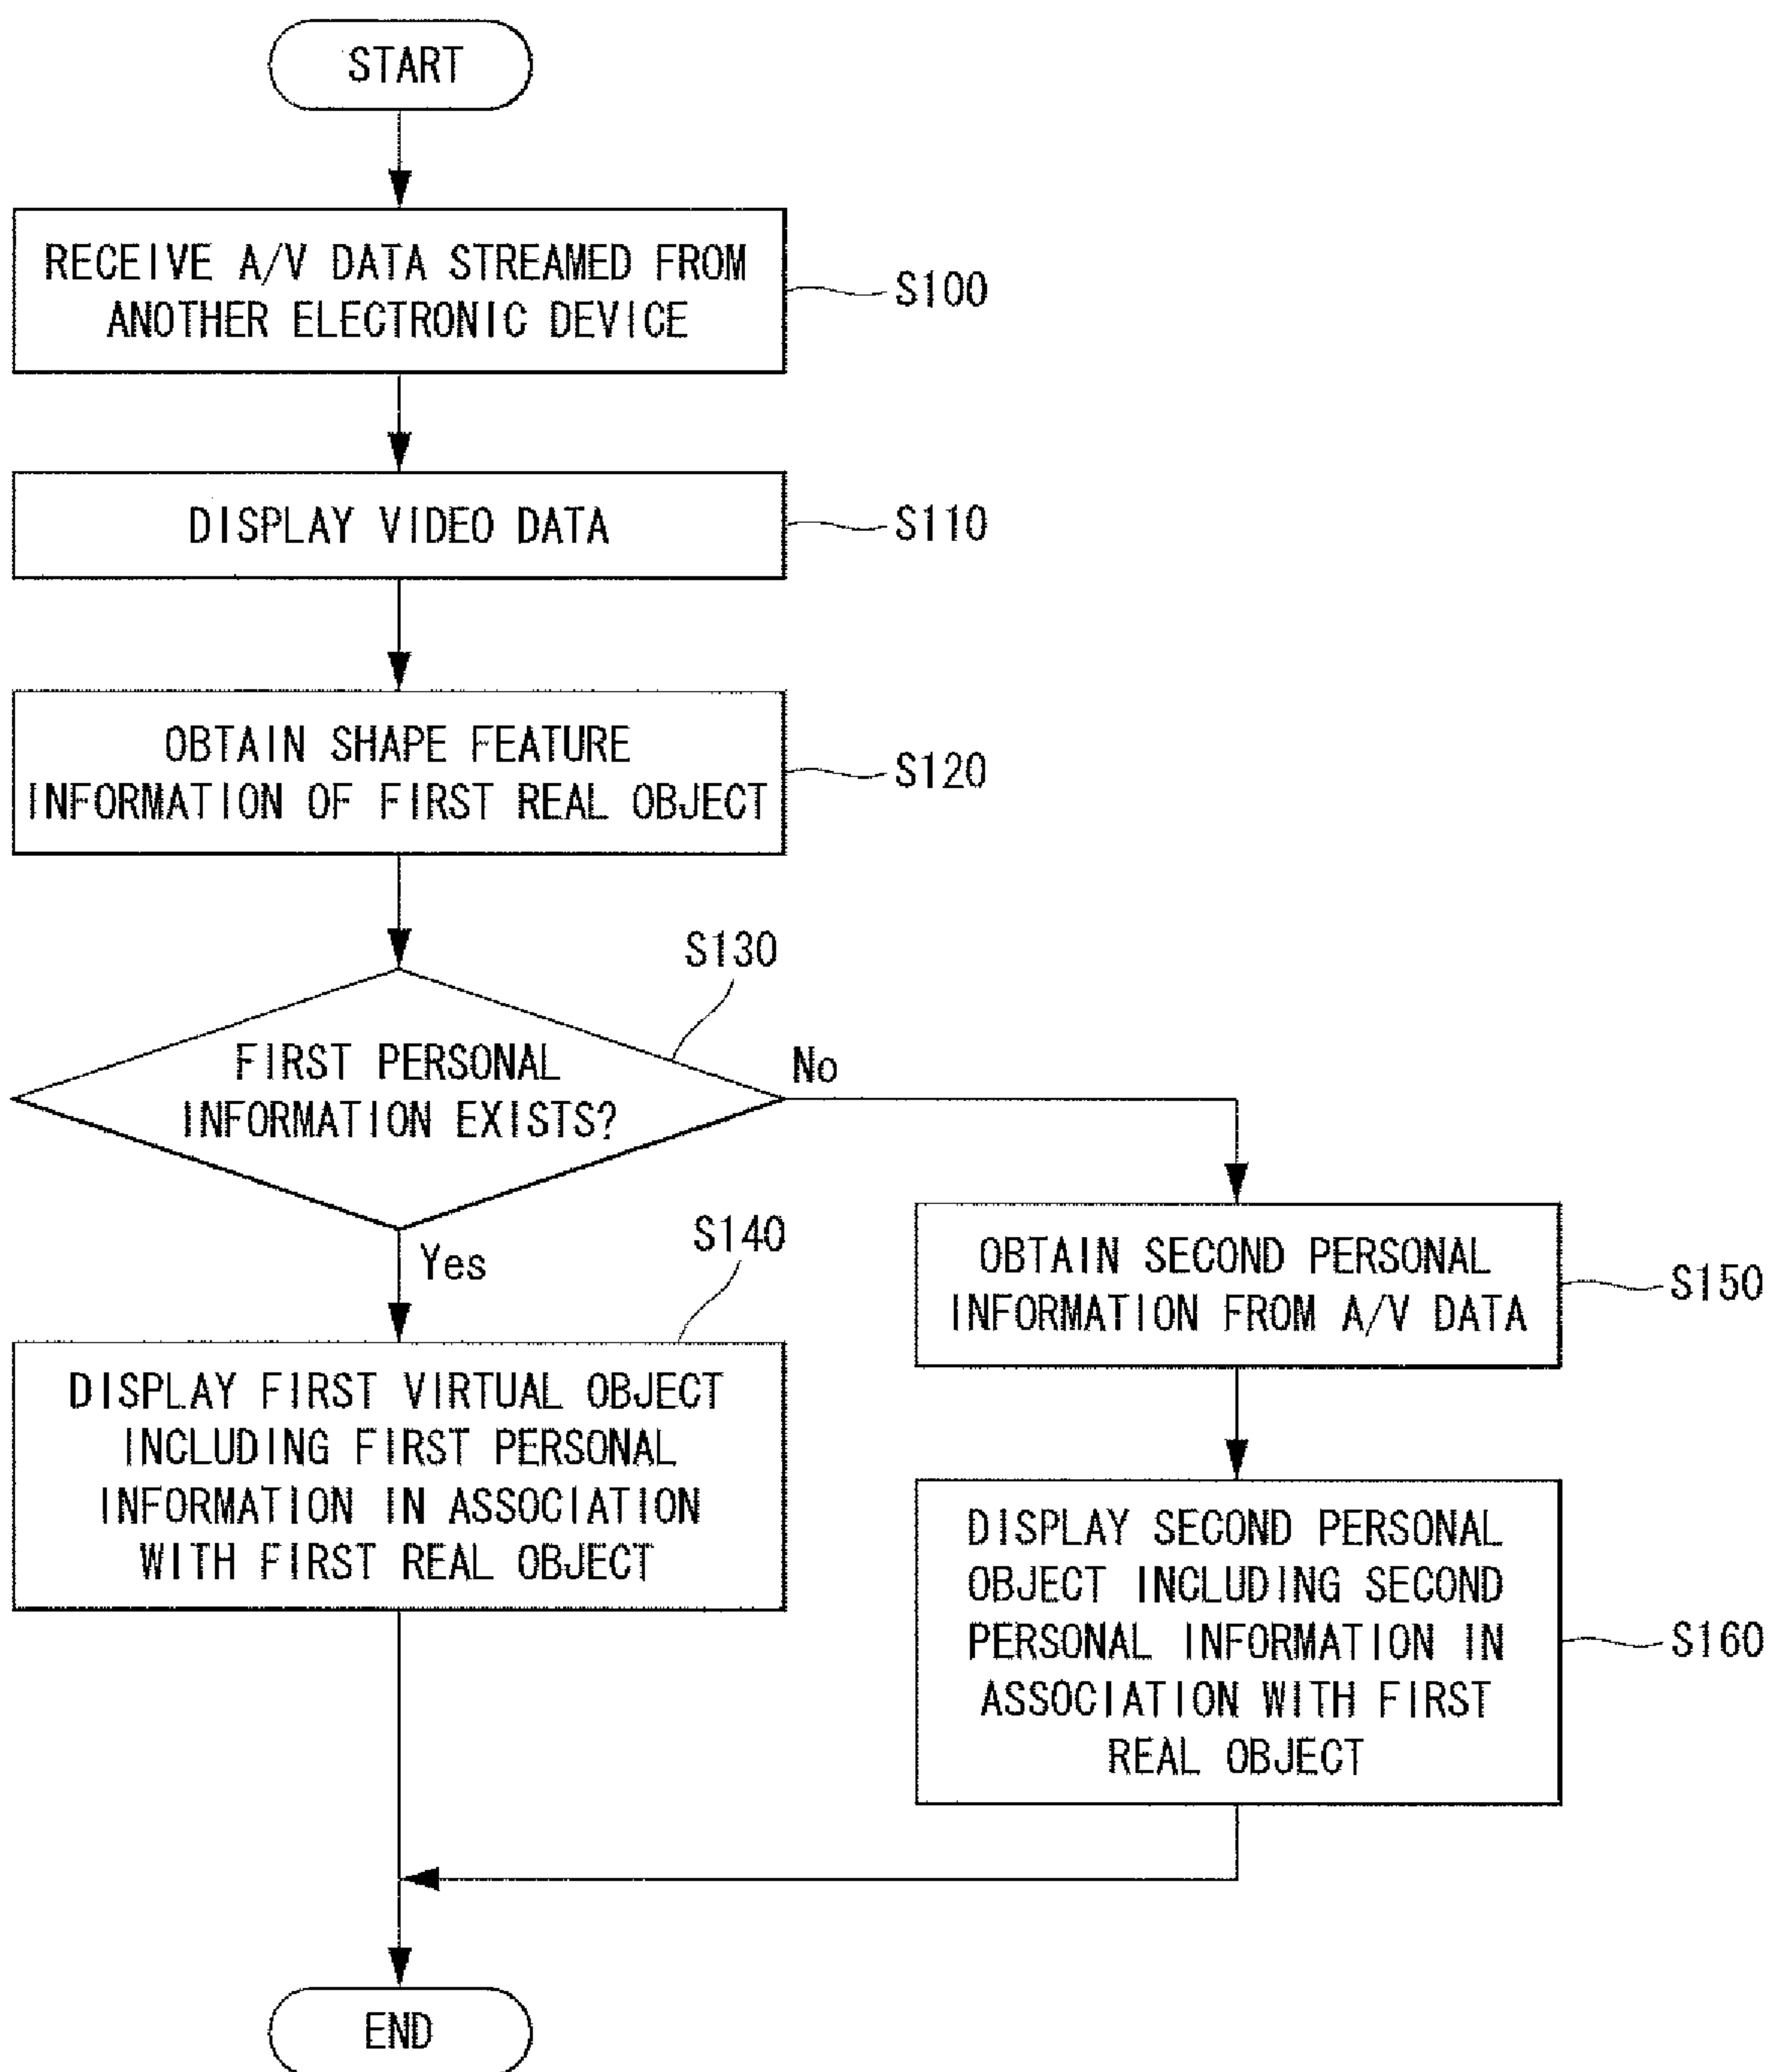 START
RECEIVE A/V DATA STREAMED FROM
ANOTHER ELECTRONIC DEVICE
S100
DISPLAY VIDEO DATA
S110
OBTAIN SHAPE FEATURE
INFORMATION OF FIRST REAL OBJECT
S120
S130
FIRST PERSONAL
INFORMATION EXISTS?
No
Yes
S140
DISPLAY FIRST VIRTUAL OBJECT
INCLUDING FIRST PERSONAL
INFORMATION IN ASSOCIATION
WITH FIRST REAL OBJECT
OBTAIN SECOND PERSONAL
INFORMATION FROM A/V DATA
S150
DISPLAY SECOND PERSONAL
OBJECT INCLUDING SECOND
PERSONAL INFORMATION IN
ASSOCIATION WITH FIRST
REAL OBJECT
S160
END